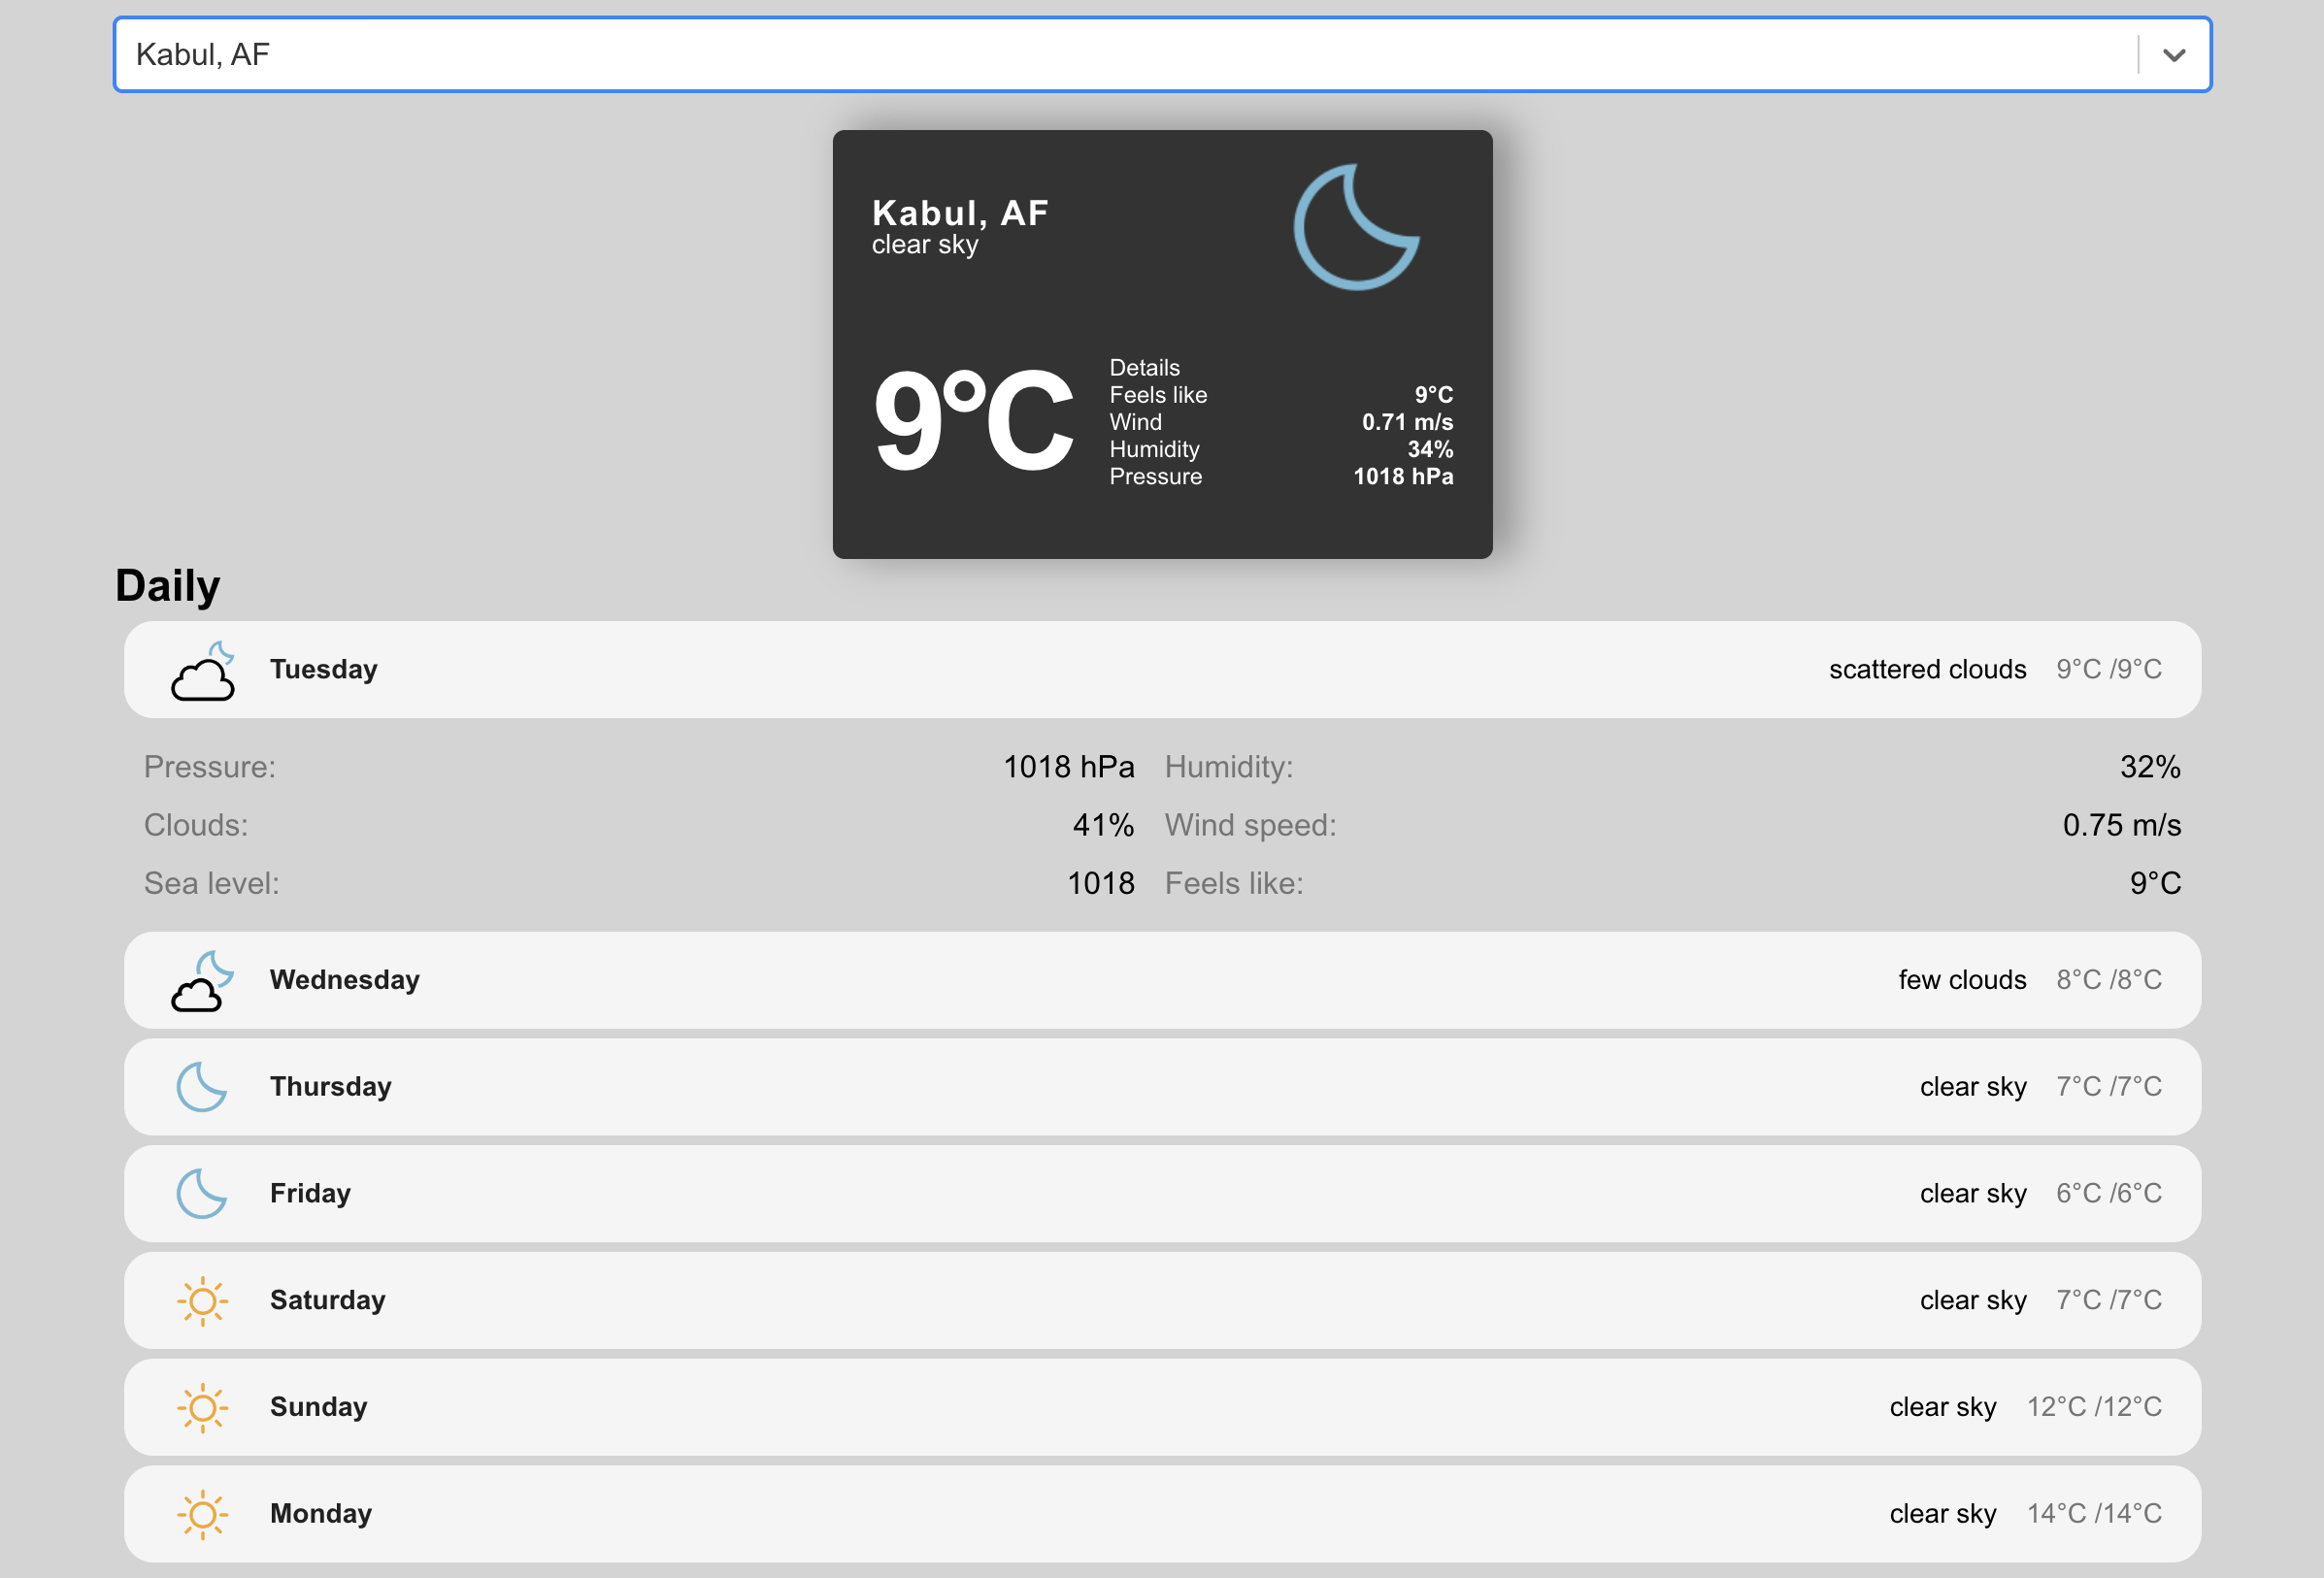 Kabul, AF
Kabul, AF
clear sky
9°C
Details
Feels like 9°C
Wind 0.71 m/s
Humidity 34%
Pressure 1018 hPa
Daily
Tuesday scattered clouds 9°C /9°C
Pressure: 1018 hPa Humidity: 32%
Clouds: 41% Wind speed: 0.75 m/s
Sea level: 1018 Feels like: 9°C
Wednesday few clouds 8°C /8°C
Thursday clear sky 7°C /7°C
Friday clear sky 6°C /6°C
Saturday clear sky 7°C /7°C
Sunday clear sky 12°C /12°C
Monday clear sky 14°C /14°C